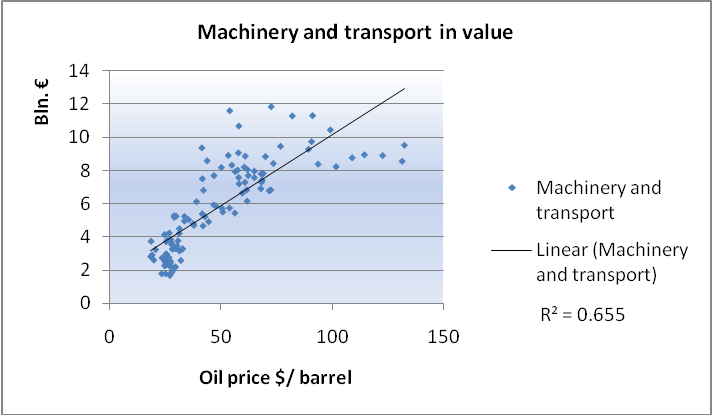 Machinery and transport in value
Bln. €
14
12
10
8
6
4
2
0
0 50 100 150
Oil price $/ barrel
Machinery and
transport
Linear (Machinery
and transport)
R² = 0.655